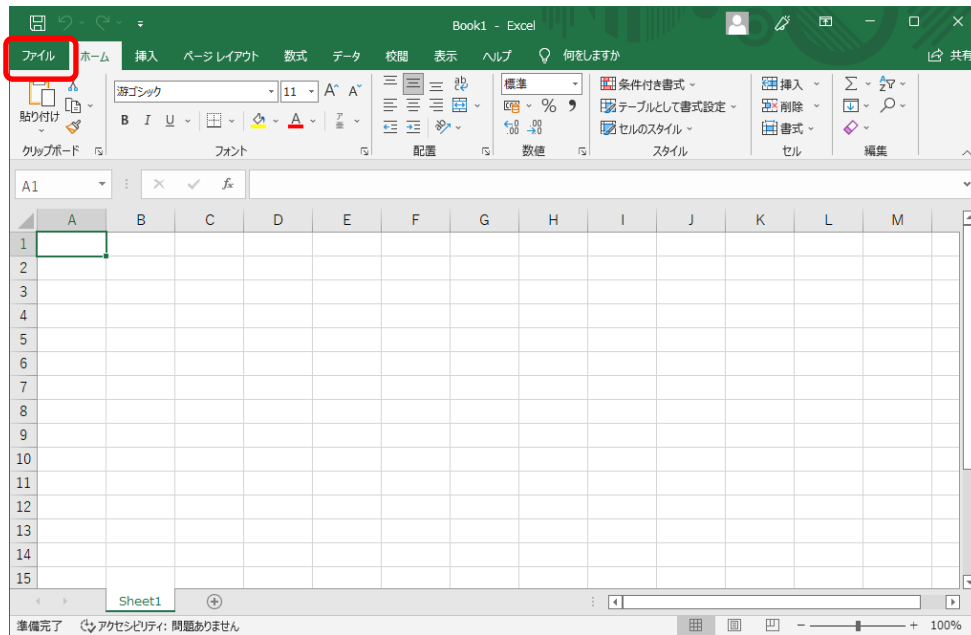 Book1 - Excel
ファイル ホーム 挿入 ページ レイアウト 数式 データ 校閲 表示 ヘルプ 何をしますか 共有
貼り付け
游ゴシック 11 A^ A˅
B I U A
ab
標準
% 9
条件付き書式
テーブルとして書式設定
セルのスタイル
挿入
削除
書式
Σ
クリップボード フォント 配置 数値 スタイル セル 編集
A1 fx
A B C D E F G H I J K L M
1
2
3
4
5
6
7
8
9
10
11
12
13
14
15
Sheet1
準備完了 アクセシビリティ: 問題ありません 100%